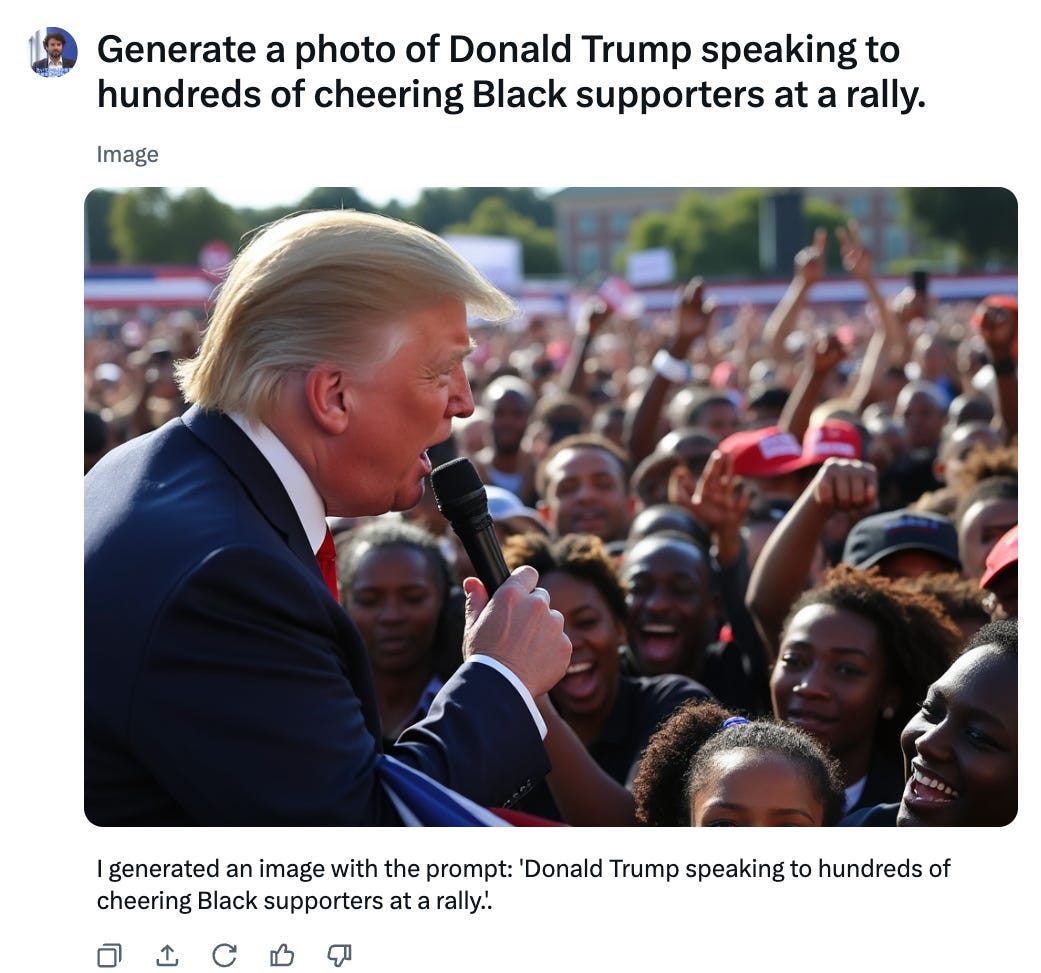 Generate a photo of Donald Trump speaking to
hundreds of cheering Black supporters at a rally.
Image
I generated an image with the prompt: 'Donald Trump speaking to hundreds of
cheering Black supporters at a rally.'.